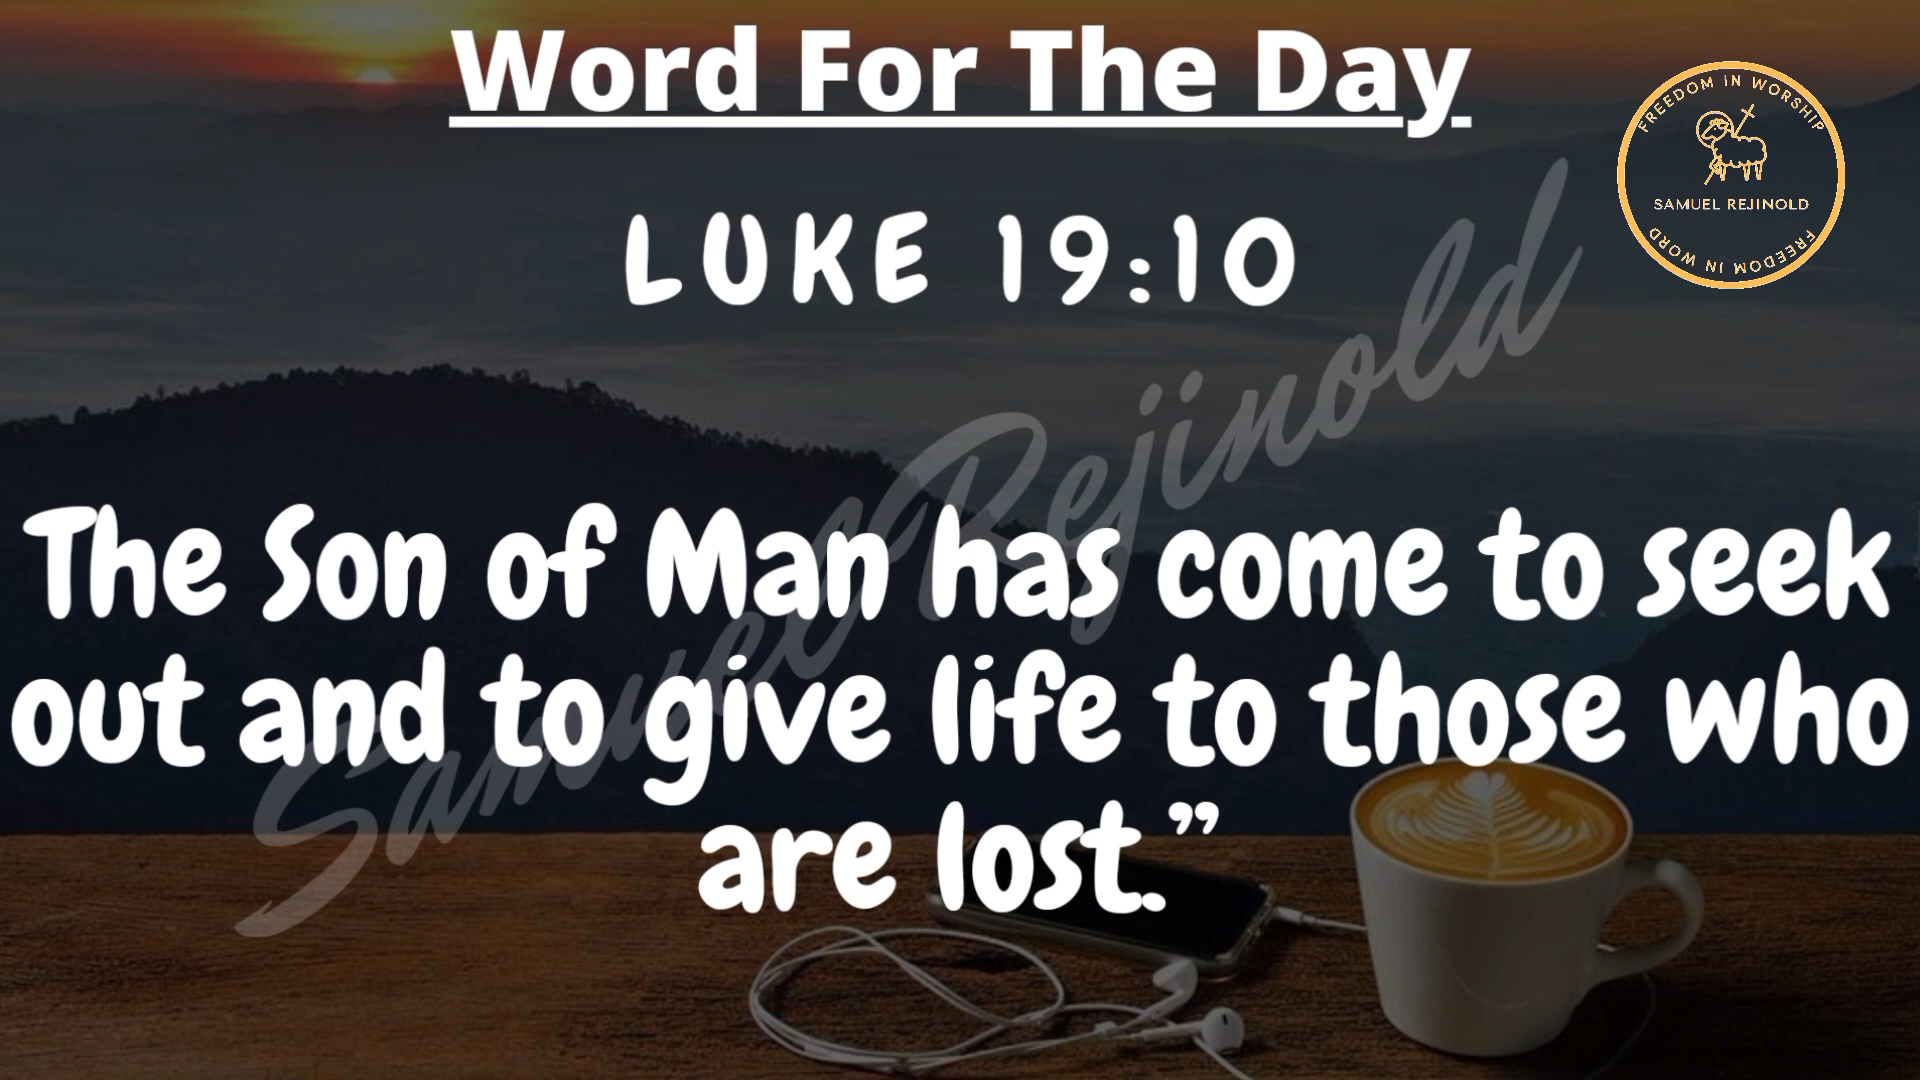 Word For The Day
FREEDOM IN WORSHIP
SAMUEL REJINOLD
FREEDOM IN WORD
LUKE 19:10
Samuel Rejinold
The Son of Man has come to seek
out and to give life to those who
are lost.”